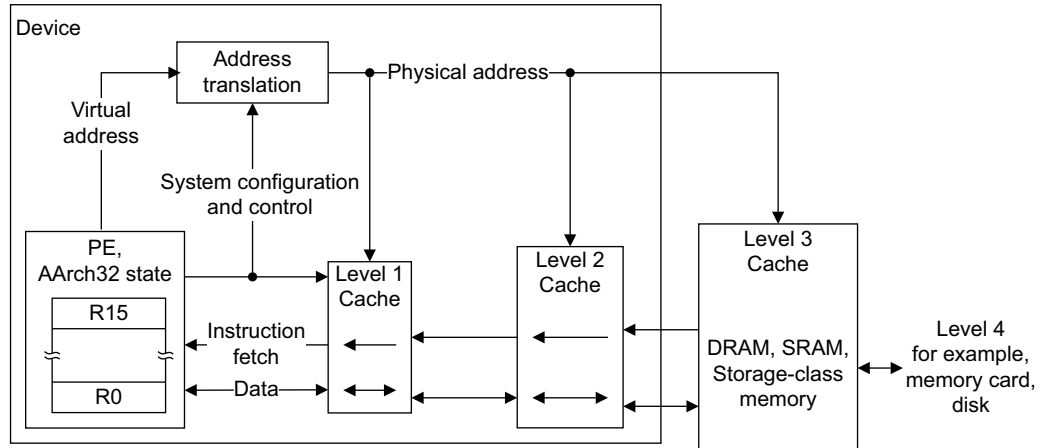 Device
Address
translation
Physical address
Virtual
address
System configuration
and control
PE,
AArch32 state
R15
R0
Instruction
fetch
Data
Level 1
Cache
Level 2
Cache
Level 3
Cache
DRAM, SRAM,
Storage-class
memory
Level 4
for example,
memory card,
disk